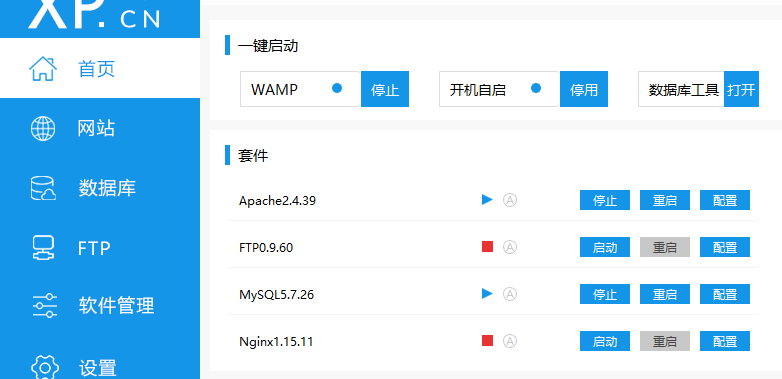 XP.CN
首页
网站
数据库
FTP
软件管理
设置
一键启动
WAMP 停止 开机自启 停用 数据库工具 打开
套件
Apache2.4.39 A 停止 重启 配置
FTP0.9.60 A 启动 重启 配置
MySQL5.7.26 A 停止 重启 配置
Nginx1.15.11 A 启动 重启 配置